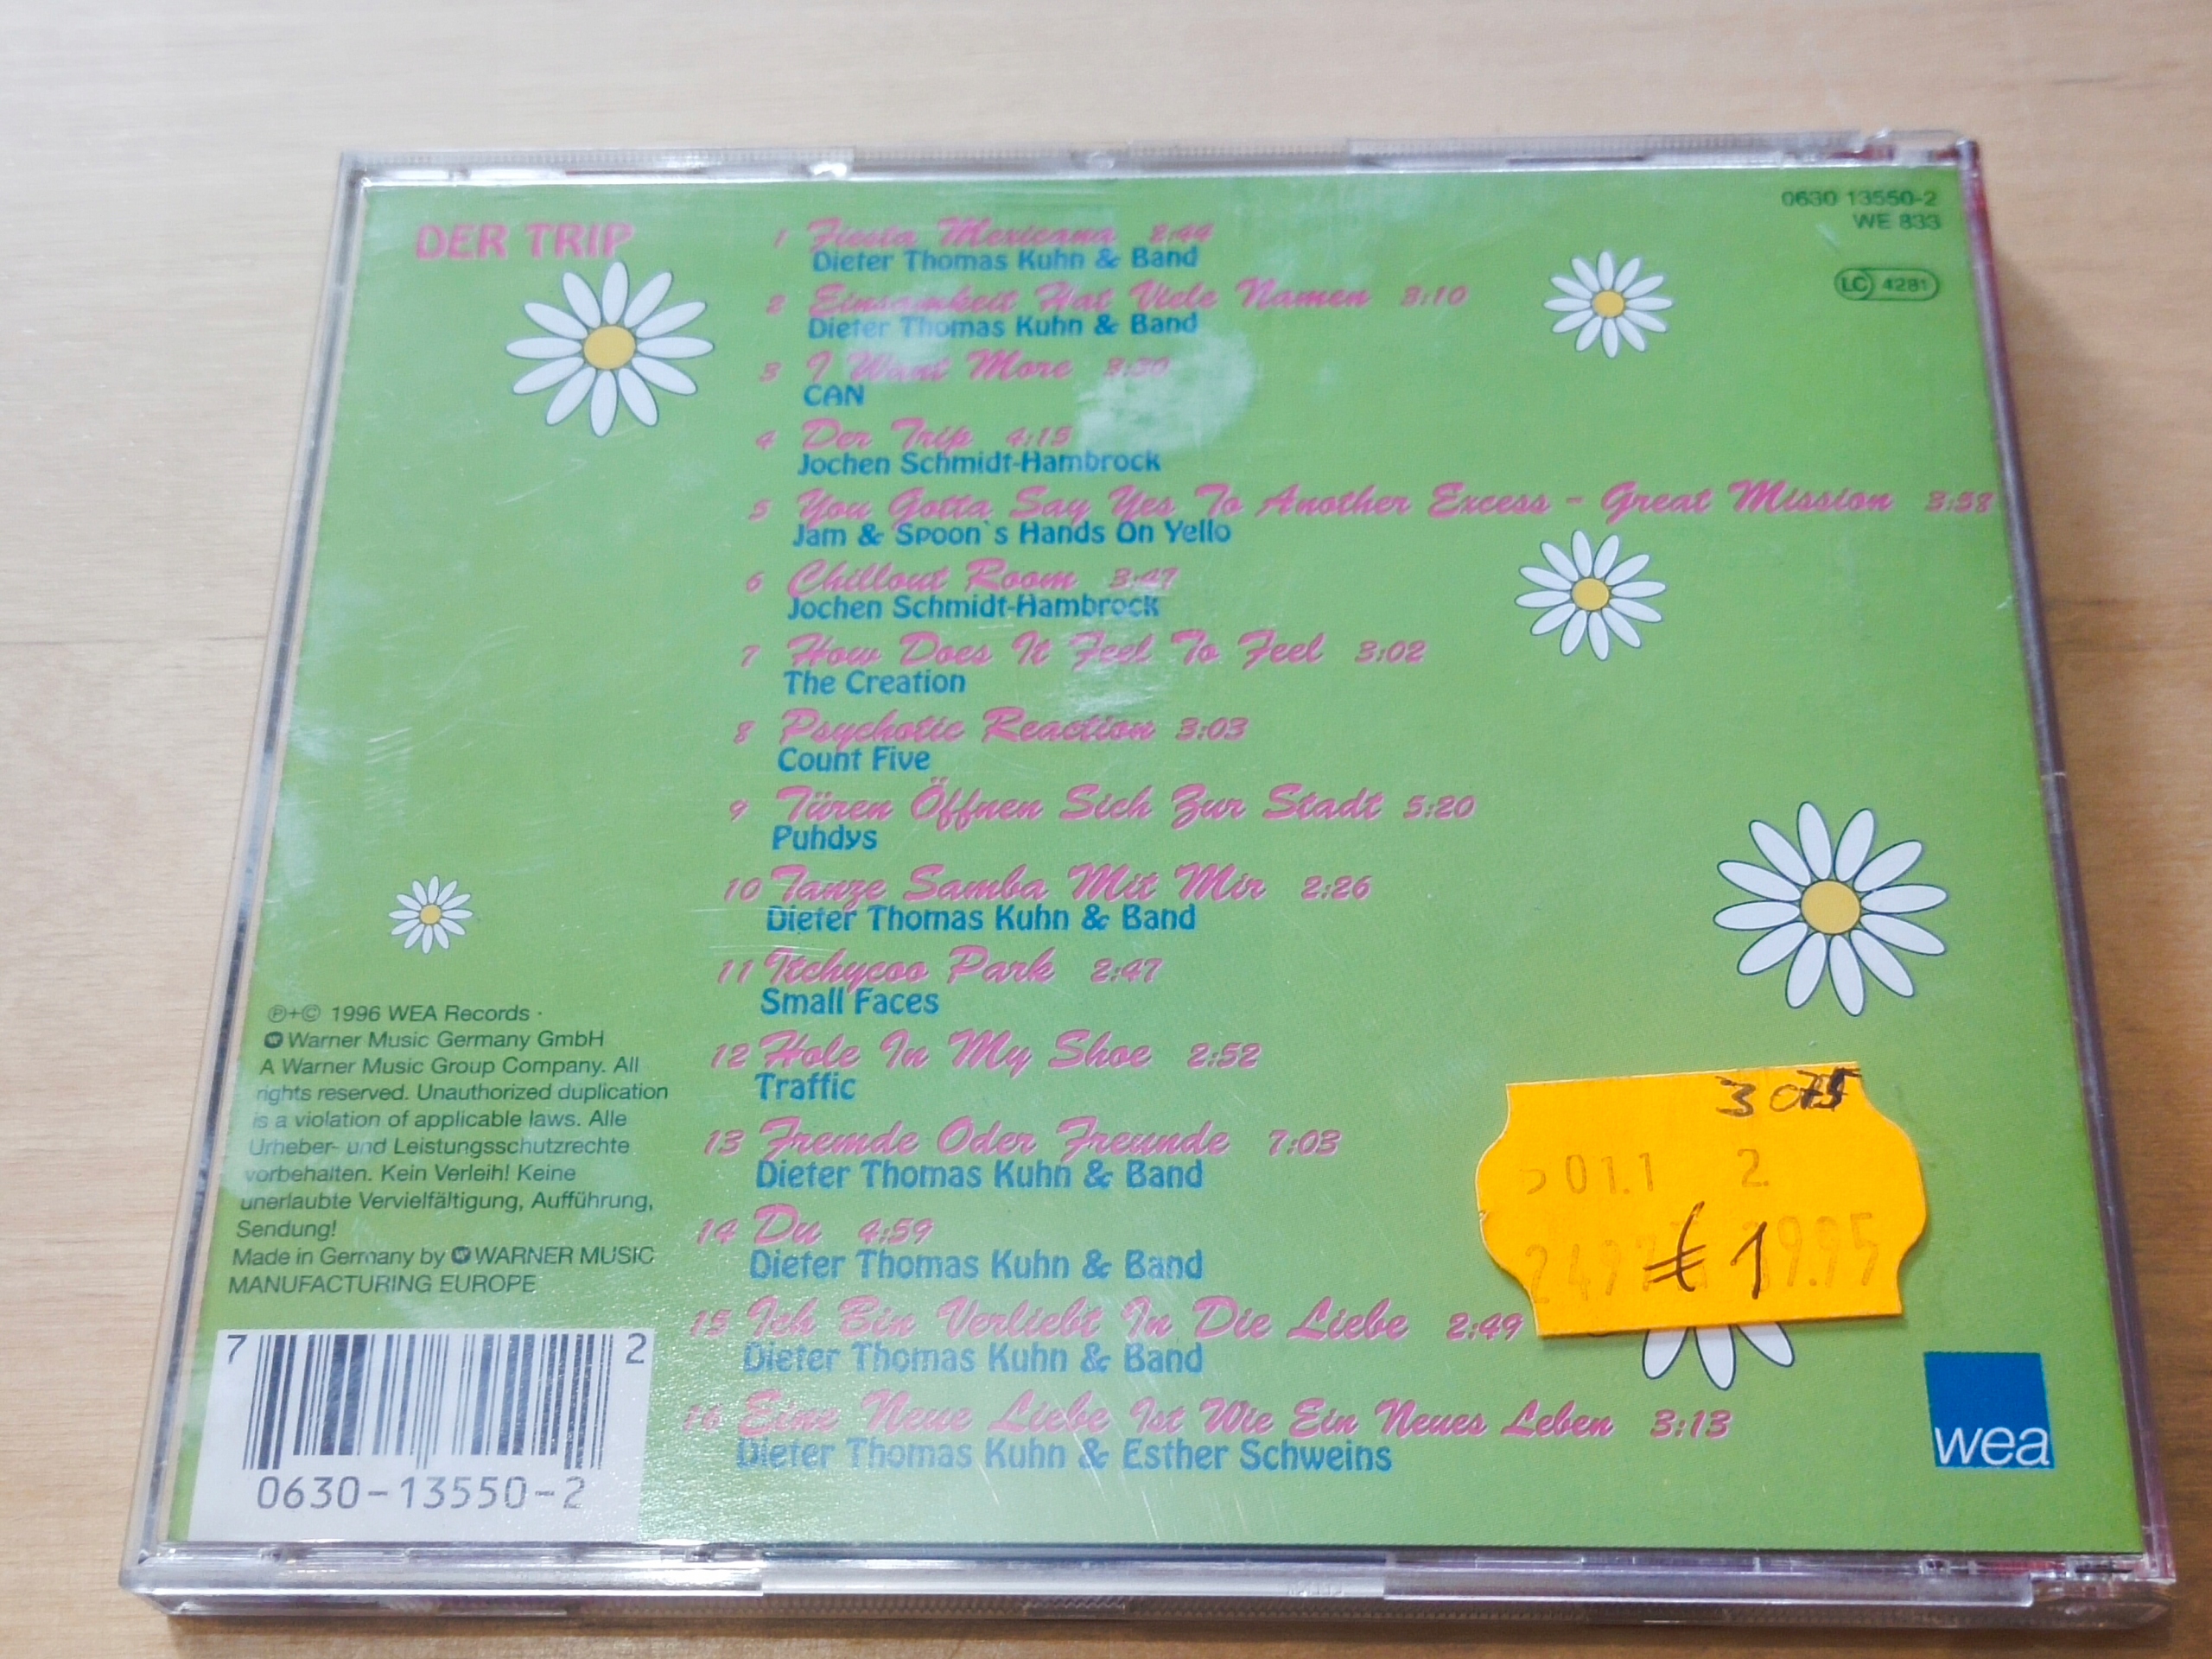 DER TRIP
0630 13550-2
WE 833
LC 4281
1 Fiesta Mexicana 2:44
Dieter Thomas Kuhn & Band
2 Einsamkeit Hat Viele Namen 3:10
Dieter Thomas Kuhn & Band
3 I Want More 3:30
CAN
4 Der Trip 4:15
Jochen Schmidt-Hambrock
5 You Gotta Say Yes To Another Excess - Great Mission 3:58
Jam & Spoon`s Hands On Yello
6 Chillout Room 3:47
Jochen Schmidt-Hambrock
7 How Does It Feel To Feel 3:02
The Creation
8 Psychotic Reaction 3:03
Count Five
9 Türen Öffnen Sich Zur Stadt 5:20
Puhdys
10 Tanze Samba Mit Mir 2:26
Dieter Thomas Kuhn & Band
11 Itchycoo Park 2:47
Small Faces
12 Hole In My Shoe 2:52
Traffic
13 Fremde Oder Freunde 7:03
Dieter Thomas Kuhn & Band
14 Du 4:59
Dieter Thomas Kuhn & Band
15 Ich Bin Verliebt In Die Liebe 2:49
Dieter Thomas Kuhn & Band
16 Eine Neue Liebe Ist Wie Ein Neues Leben 3:13
Dieter Thomas Kuhn & Esther Schweins
℗+© 1996 WEA Records ·
Warner Music Germany GmbH
A Warner Music Group Company. All
rights reserved. Unauthorized duplication
is a violation of applicable laws. Alle
Urheber- und Leistungsschutzrechte
vorbehalten. Kein Verleih! Keine
unerlaubte Vervielfältigung, Aufführung,
Sendung!
Made in Germany by WARNER MUSIC
MANUFACTURING EUROPE
7 2
0630-13550-2
€ 1
wea